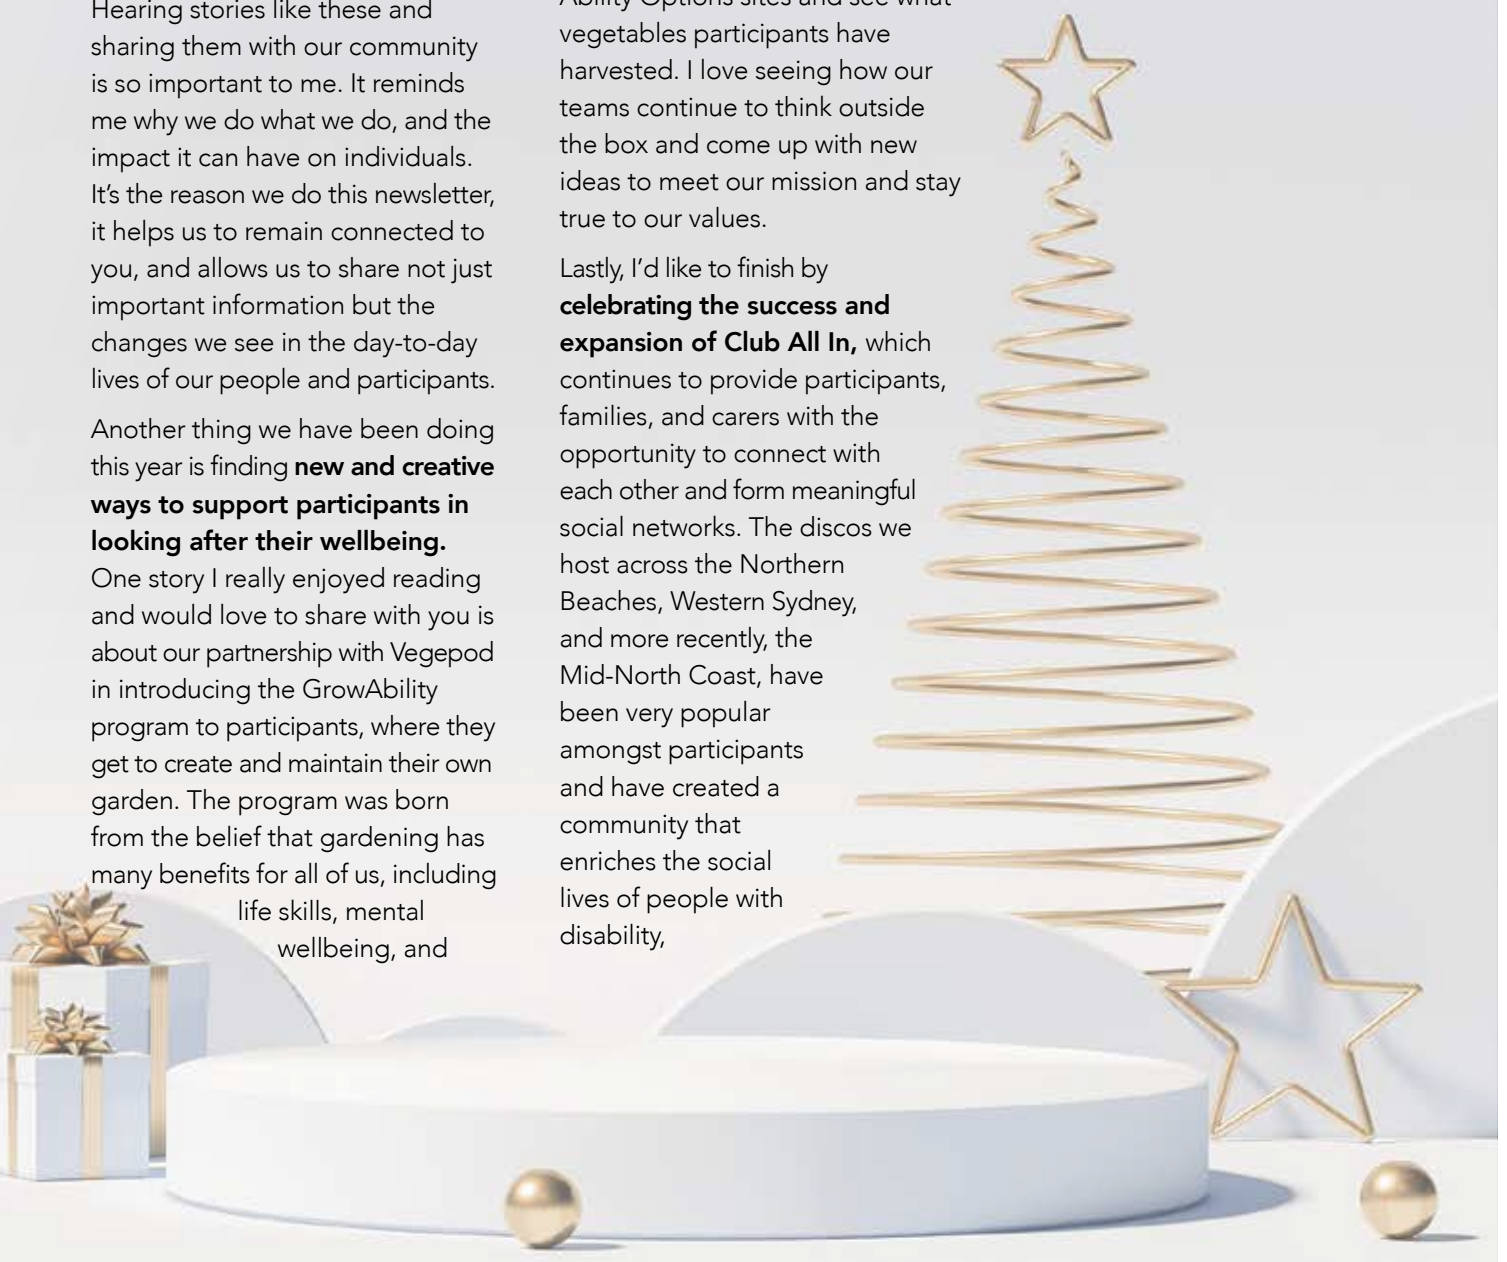 Hearing stories like these and
sharing them with our community
is so important to me. It reminds
me why we do what we do, and the
impact it can have on individuals.
It’s the reason we do this newsletter,
it helps us to remain connected to
you, and allows us to share not just
important information but the
changes we see in the day-to-day
lives of our people and participants.
Another thing we have been doing
this year is finding new and creative
ways to support participants in
looking after their wellbeing.
One story I really enjoyed reading
and would love to share with you is
about our partnership with Vegepod
in introducing the GrowAbility
program to participants, where they
get to create and maintain their own
garden. The program was born
from the belief that gardening has
many benefits for all of us, including
life skills, mental
wellbeing, and
Ability Options sites and see what
vegetables participants have
harvested. I love seeing how our
teams continue to think outside
the box and come up with new
ideas to meet our mission and stay
true to our values.
Lastly, I’d like to finish by
celebrating the success and
expansion of Club All In, which
continues to provide participants,
families, and carers with the
opportunity to connect with
each other and form meaningful
social networks. The discos we
host across the Northern
Beaches, Western Sydney,
and more recently, the
Mid-North Coast, have
been very popular
amongst participants
and have created a
community that
enriches the social
lives of people with
disability,